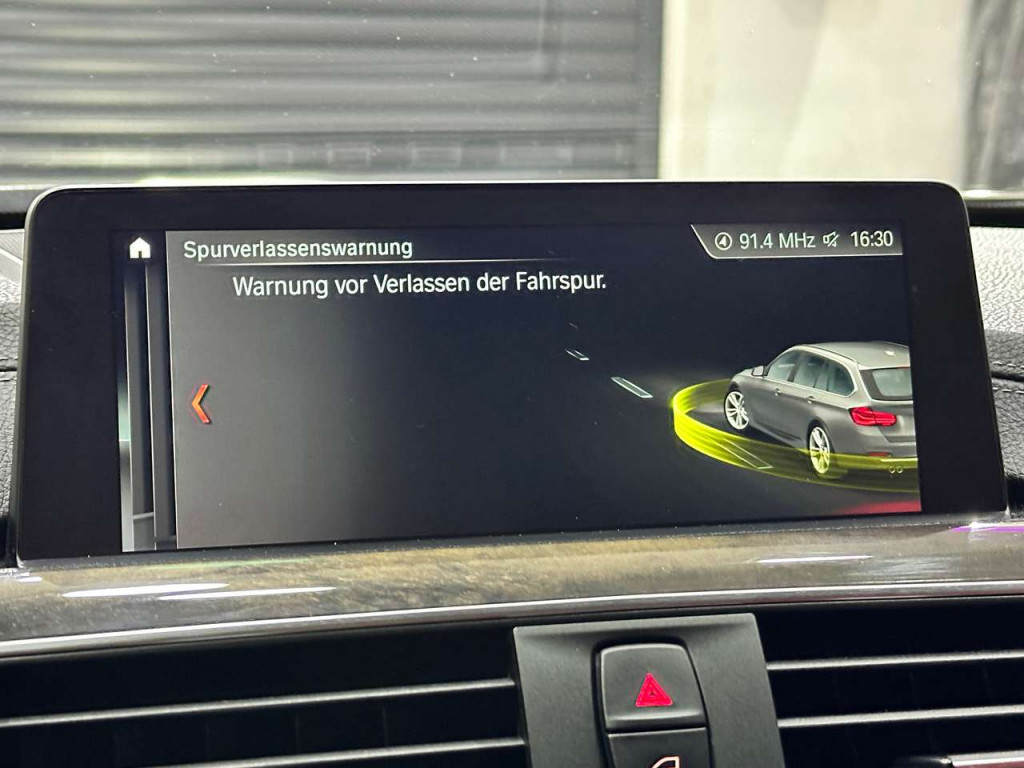 Spurverlassenswarnung
91.4 MHz 16:30
Warnung vor Verlassen der Fahrspur.